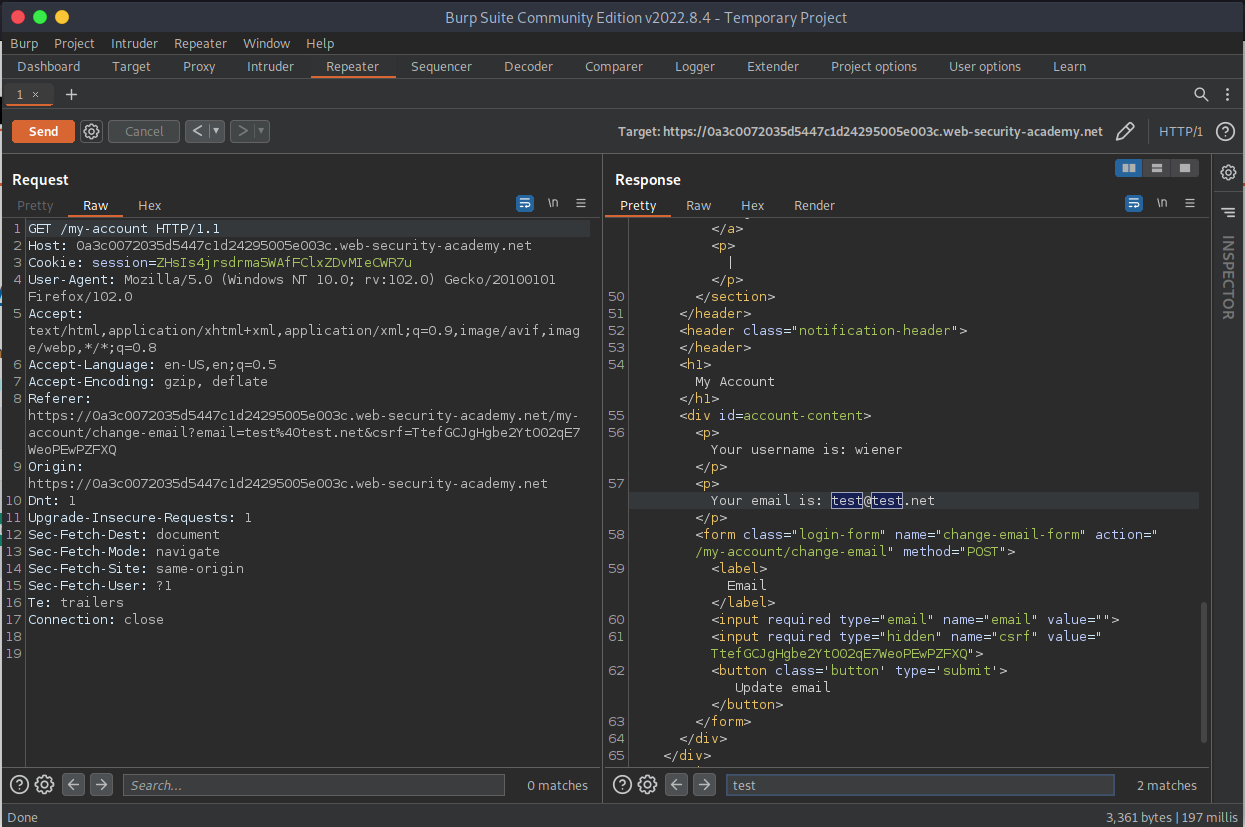 Burp Suite Community Edition v2022.8.4 - Temporary Project
Burp Project Intruder Repeater Window Help
Dashboard Target Proxy Intruder Repeater Sequencer Decoder Comparer Logger Extender Project options User options Learn
1 × +
Send Cancel < > Target: https://0a3c0072035d5447c1d24295005e003c.web-security-academy.net HTTP/1 ?
Request
Pretty Raw Hex \n
1 GET /my-account HTTP/1.1
2 Host: 0a3c0072035d5447c1d24295005e003c.web-security-academy.net
3 Cookie: session=ZHsIs4jrsdrma5WAfFClxZDvMIeCWR7u
4 User-Agent: Mozilla/5.0 (Windows NT 10.0; rv:102.0) Gecko/20100101
Firefox/102.0
5 Accept:
text/html,application/xhtml+xml,application/xml;q=0.9,image/avif,imag
e/webp,*/*;q=0.8
6 Accept-Language: en-US,en;q=0.5
7 Accept-Encoding: gzip, deflate
8 Referer:
https://0a3c0072035d5447c1d24295005e003c.web-security-academy.net/my-
account/change-email?email=test%40test.net&csrf=TtefGCJgHgbe2YtO02qE7
WeoPEwPZFXQ
9 Origin:
https://0a3c0072035d5447c1d24295005e003c.web-security-academy.net
10 Dnt: 1
11 Upgrade-Insecure-Requests: 1
12 Sec-Fetch-Dest: document
13 Sec-Fetch-Mode: navigate
14 Sec-Fetch-Site: same-origin
15 Sec-Fetch-User: ?1
16 Te: trailers
17 Connection: close
18
19
? Search... 0 matches
Response
Pretty Raw Hex Render \n
</a>
<p>
|
</p>
50 </section>
51 </header>
52 <header class="notification-header">
53 </header>
54 <h1>
My Account
</h1>
55 <div id=account-content>
56 <p>
Your username is: wiener
</p>
57 <p>
Your email is: test@test.net
</p>
58 <form class="login-form" name="change-email-form" action="
/my-account/change-email" method="POST">
59 <label>
Email
</label>
60 <input required type="email" name="email" value="">
61 <input required type="hidden" name="csrf" value="
TtefGCJgHgbe2YtO02qE7WeoPEwPZFXQ">
62 <button class='button' type='submit'>
Update email
</button>
63 </form>
64 </div>
65 </div>
? test 2 matches
INSPECTOR
Done 3,361 bytes | 197 millis